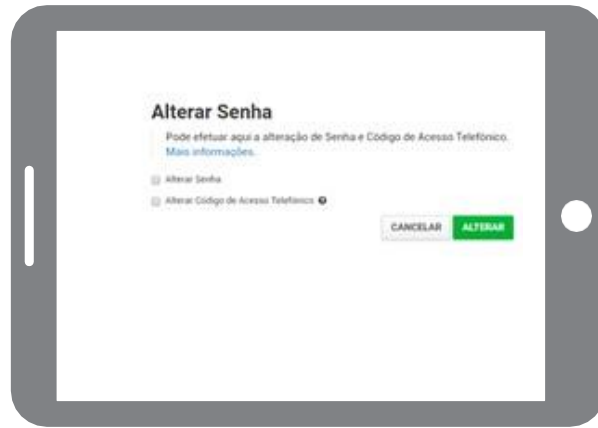 Alterar Senha
Pode efetuar aqui a alteração de Senha e Código de Acesso Telefónico.
Mais informações.
Alterar Senha
Alterar Código de Acesso Telefónico
CANCELAR ALTERAR